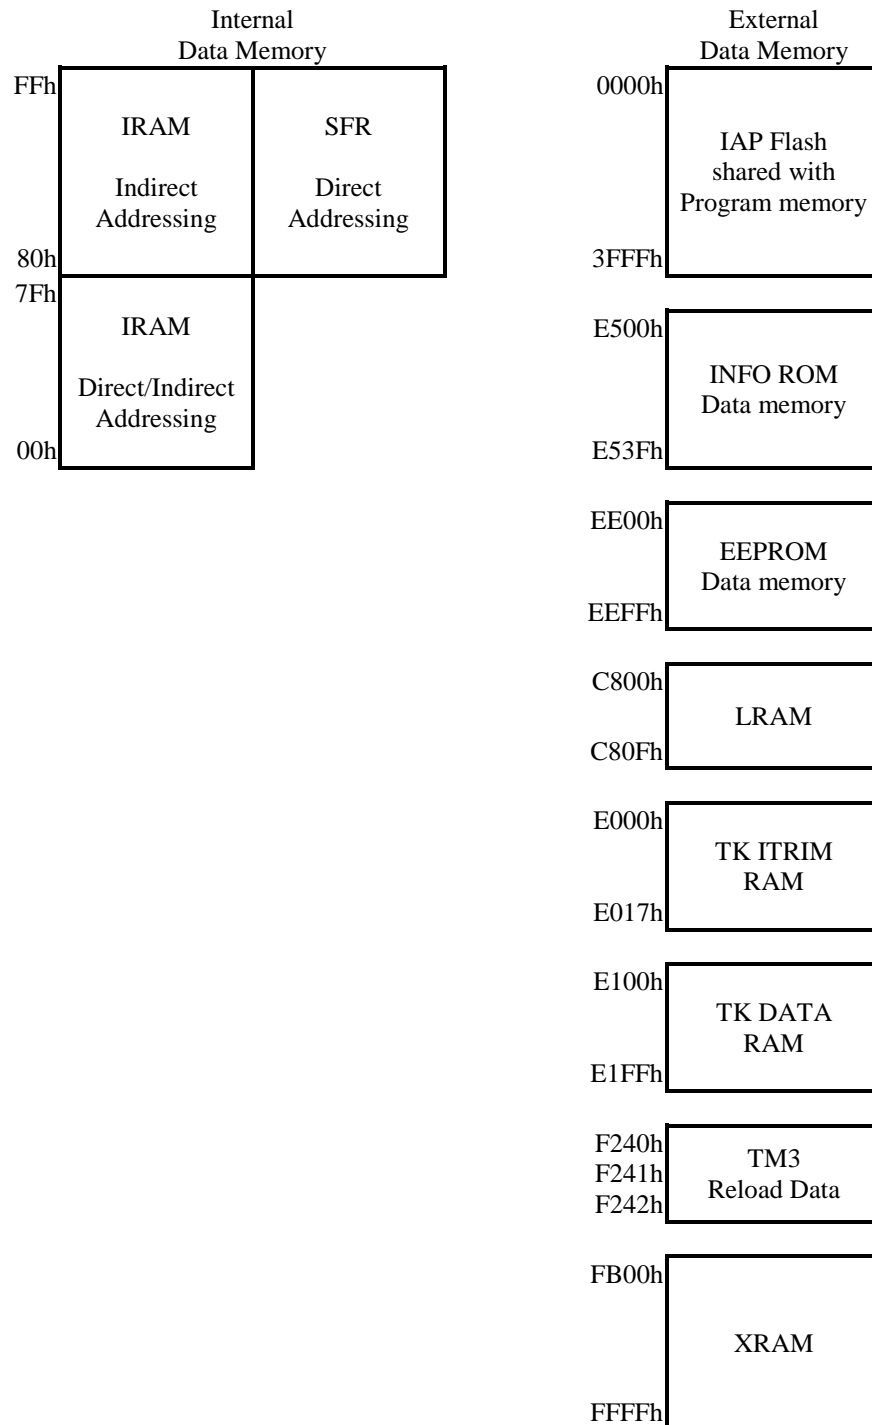 Internal
Data Memory
FFh
IRAM
Indirect
Addressing
80h
SFR
Direct
Addressing
7Fh
IRAM
Direct/Indirect
Addressing
00h
External
Data Memory
0000h
IAP Flash
shared with
Program memory
3FFFh
E500h
INFO ROM
Data memory
E53Fh
EE00h
EEPROM
Data memory
EEFFh
C800h
LRAM
C80Fh
E000h
TK ITRIM
RAM
E017h
E100h
TK DATA
RAM
E1FFh
F240h
F241h
F242h
TM3
Reload Data
FB00h
XRAM
FFFFh